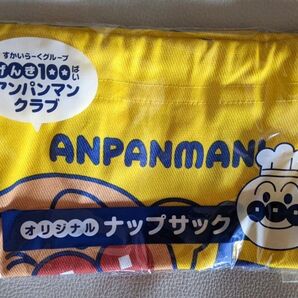 すかいらーくグループ
げんき100ぱい
アンパンマン
クラブ
ANPANMAN
オリジナル ナップサック